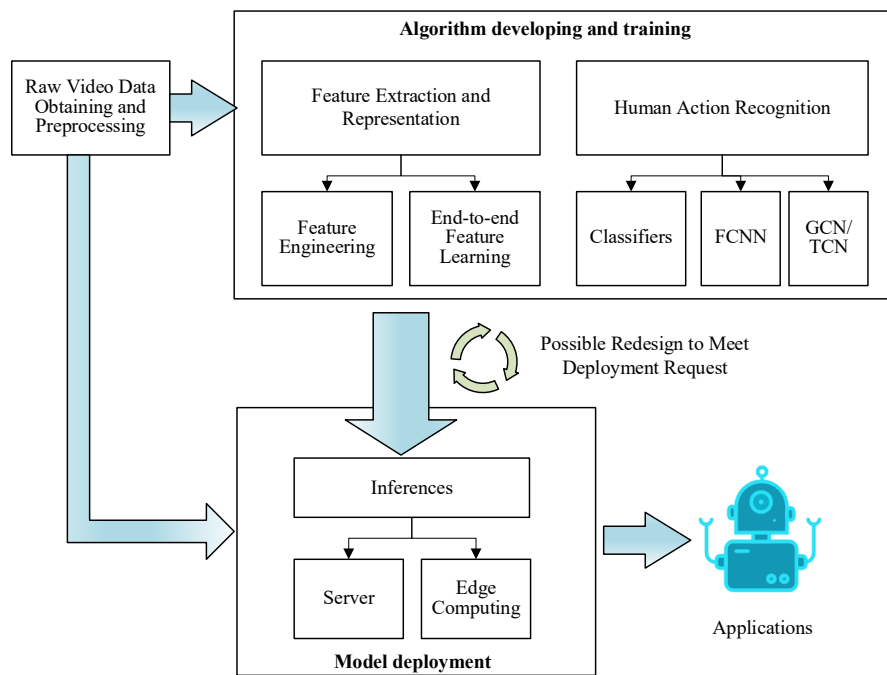 Algorithm developing and training
Raw Video Data
Obtaining and
Preprocessing
Feature Extraction and
Representation
Human Action Recognition
Feature
Engineering
End-to-end
Feature
Learning
Classifiers
FCNN
GCN/
TCN
Possible Redesign to Meet
Deployment Request
Inferences
Server
Edge
Computing
Model deployment
Applications